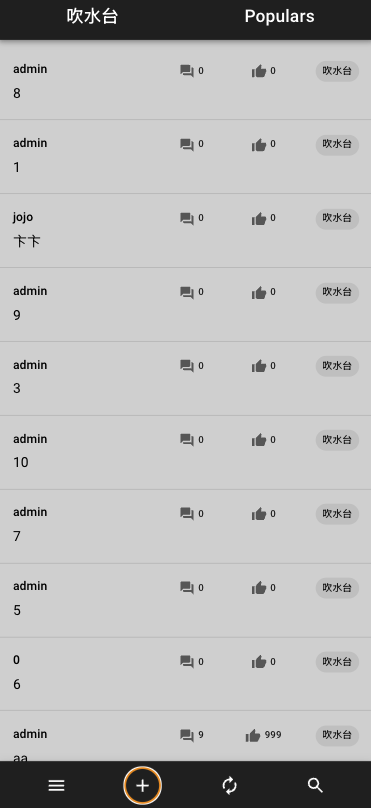 吹水台 Populars
admin 0 0 吹水台
8
admin 0 0 吹水台
1
jojo 0 0 吹水台
卞卞
admin 0 0 吹水台
9
admin 0 0 吹水台
3
admin 0 0 吹水台
10
admin 0 0 吹水台
7
admin 0 0 吹水台
5
0 0 0 吹水台
6
admin 9 999 吹水台
aa